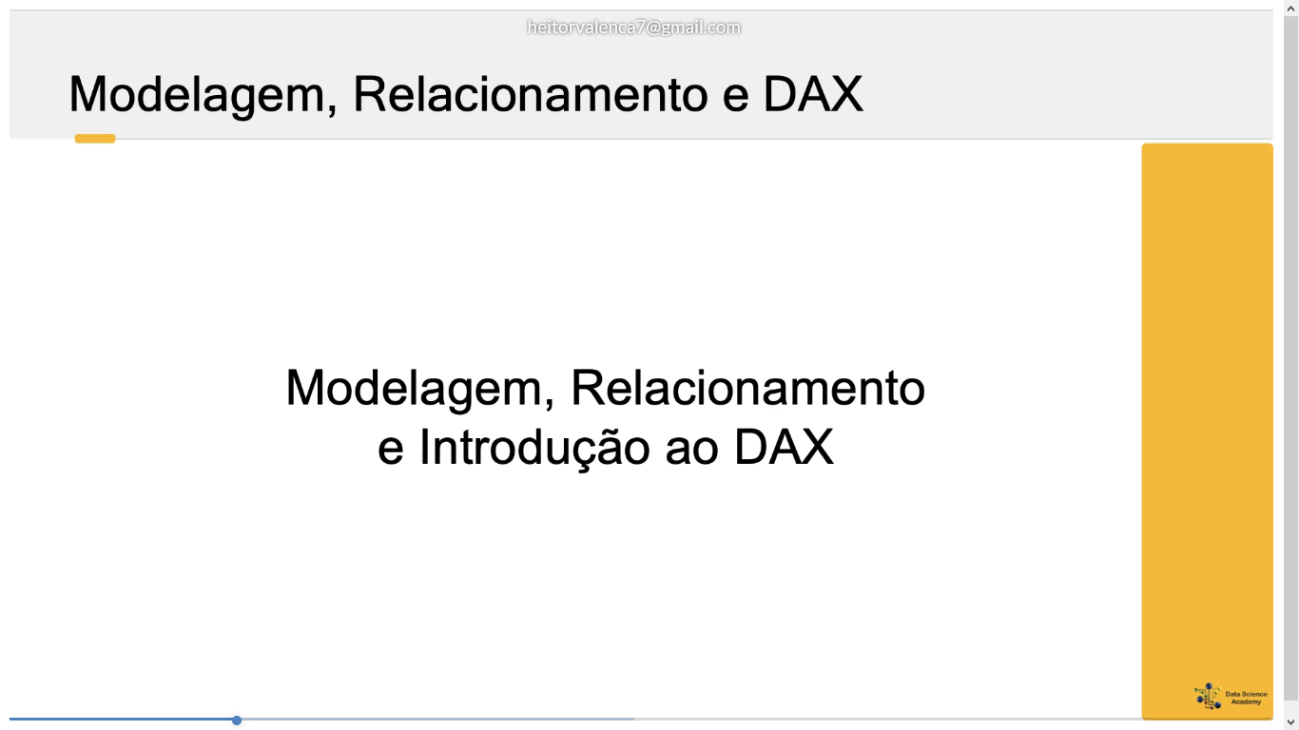 heitorvalenca7@gmail.com
Modelagem, Relacionamento e DAX
Modelagem, Relacionamento
e Introdução ao DAX
Data Science
Academy